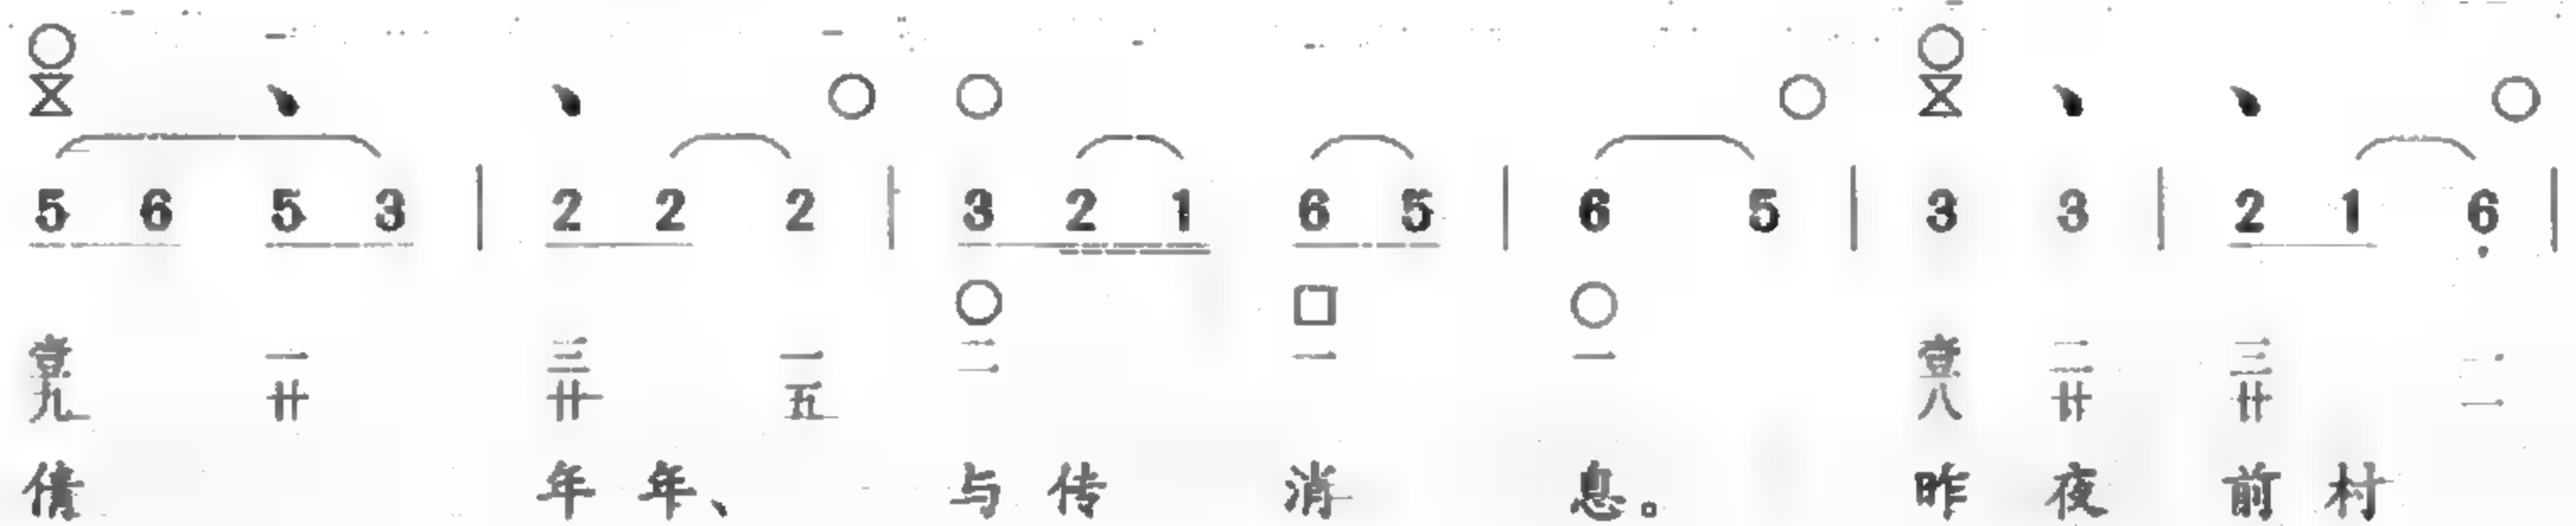 5 6 5 3 | 2 2 2 | 3 2 1 6 5 | 6 5 | 3 3 | 2 1 6 |
壹 一 三 一 二 一 一 壹 二 三 二
九 廿 廿 五 八 廿 廿
倩 年 年、 与 传 消 息。 昨 夜 前 村